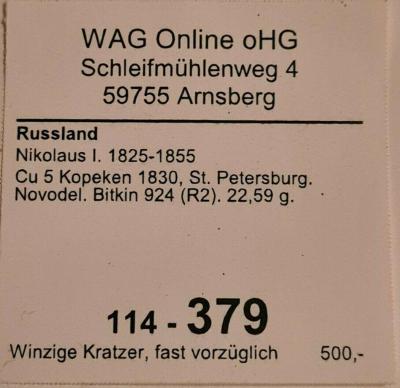 WAG Online oHG
Schleifmühlenweg 4
59755 Arnsberg
Russland
Nikolaus I. 1825-1855
Cu 5 Kopeken 1830, St. Petersburg.
Novodel. Bitkin 924 (R2). 22,59 g.
114 - 379
Winzige Kratzer, fast vorzüglich 500,-